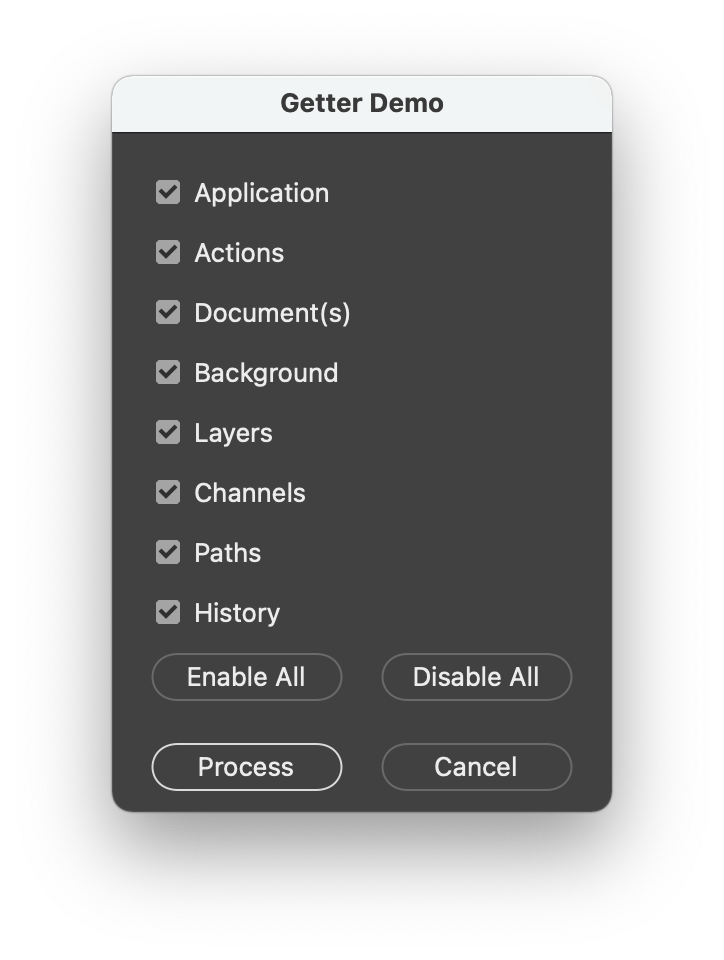 Getter Demo
Application
Actions
Document(s)
Background
Layers
Channels
Paths
History
Enable All
Disable All
Process
Cancel